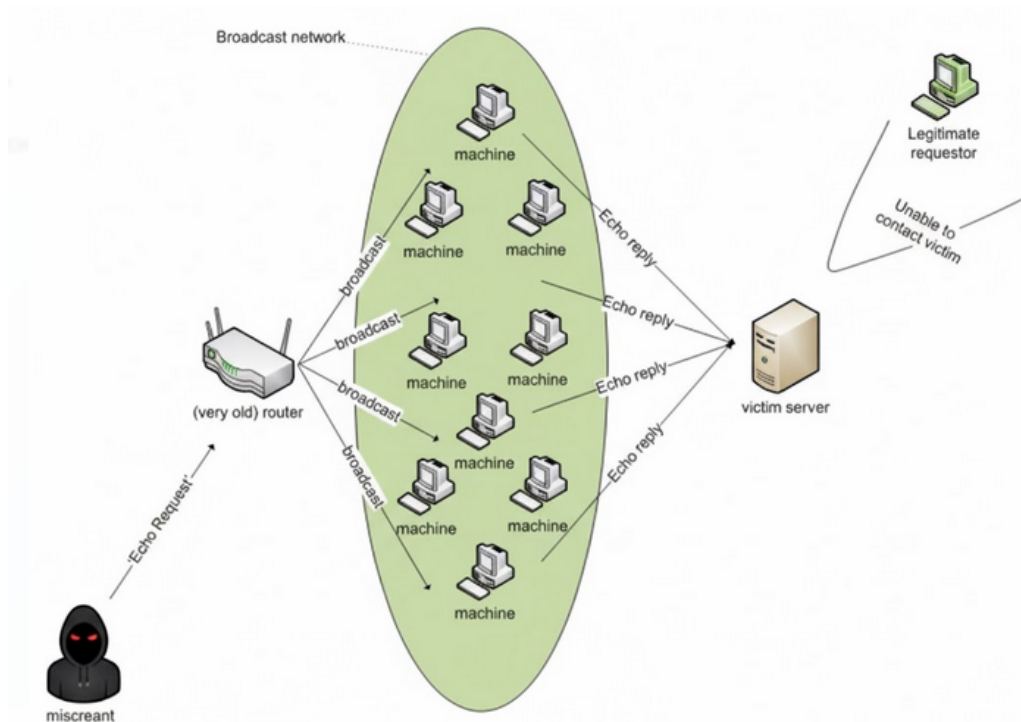 Broadcast network
Legitimate
requestor
machine
machine
machine
broadcast
Echo reply
Unable to
contact victim
broadcast
Echo reply
machine
machine
(very old) router
broadcast
Echo reply
victim server
machine
broadcast
Echo reply
machine
machine
'Echo Request'
machine
miscreant